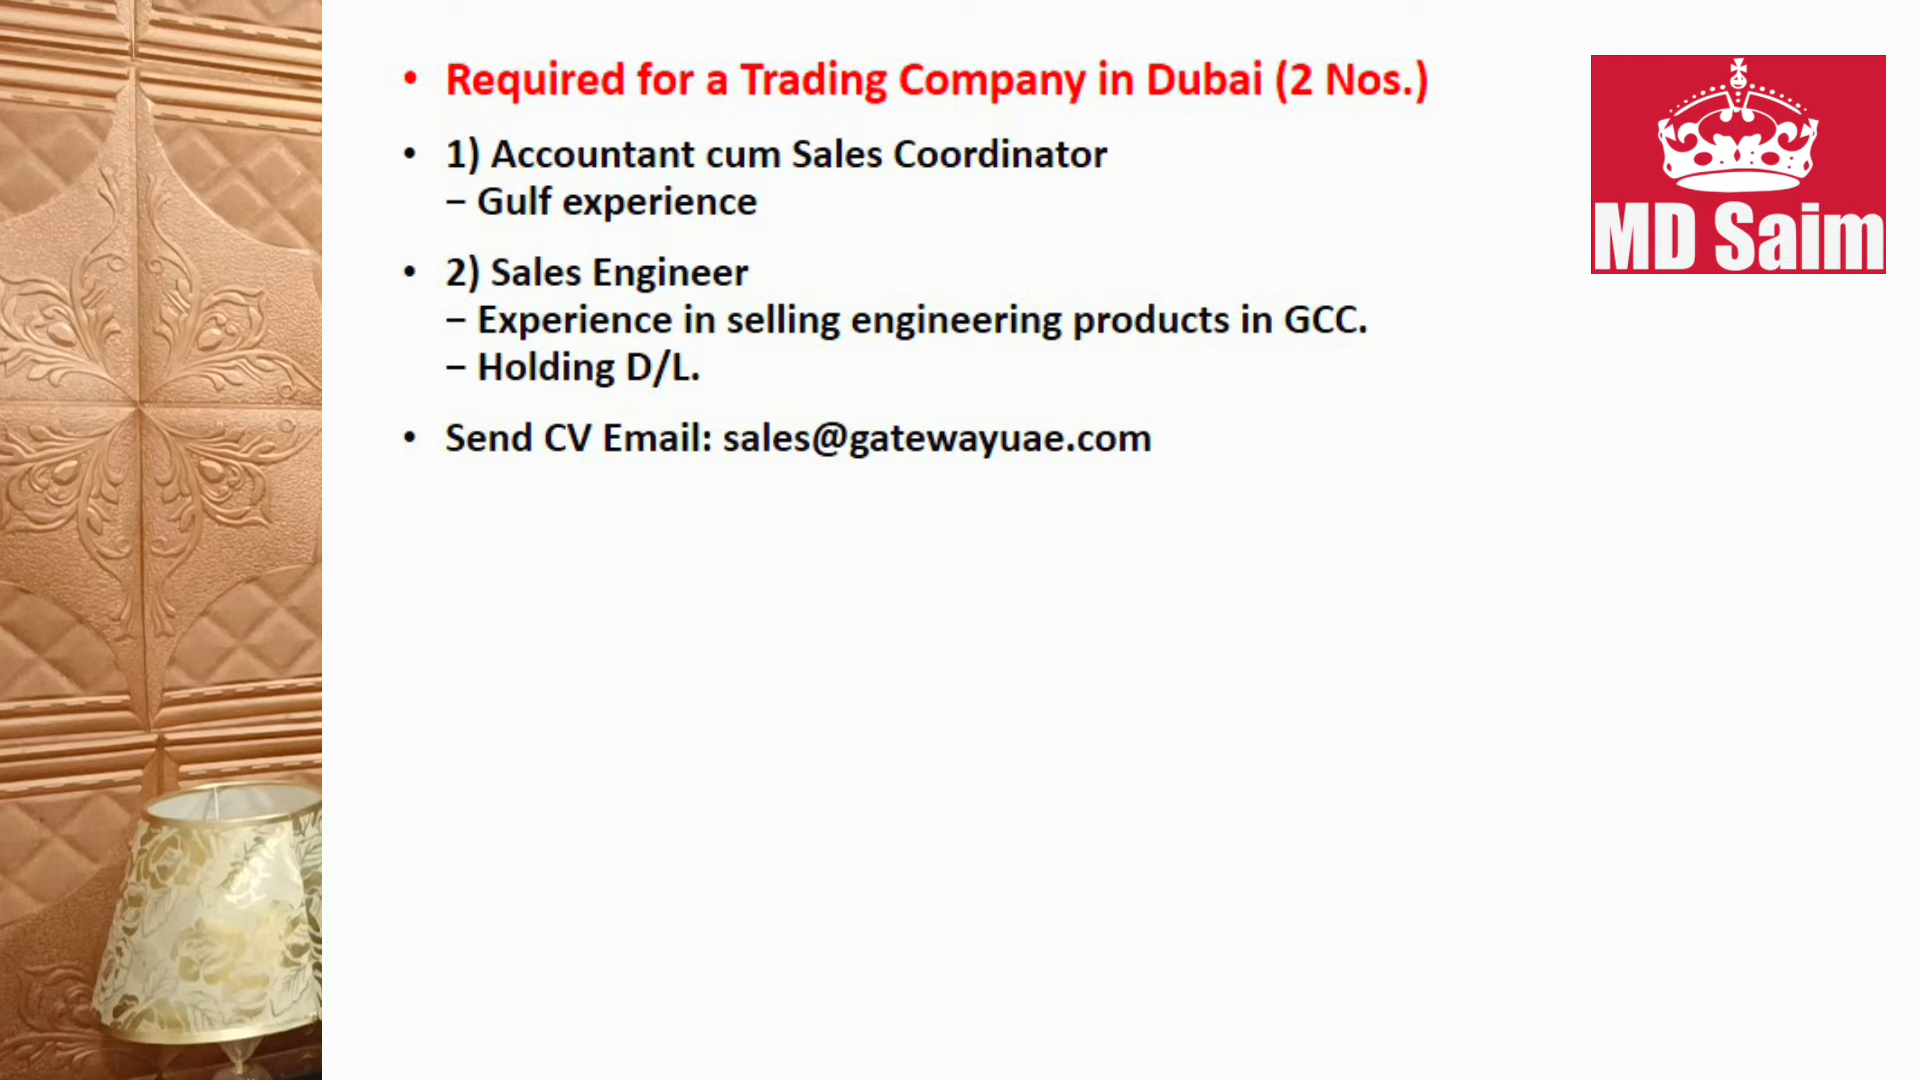 • Required for a Trading Company in Dubai (2 Nos.)
• 1) Accountant cum Sales Coordinator
– Gulf experience
• 2) Sales Engineer
– Experience in selling engineering products in GCC.
– Holding D/L.
• Send CV Email: sales@gatewayuae.com
MD Saim